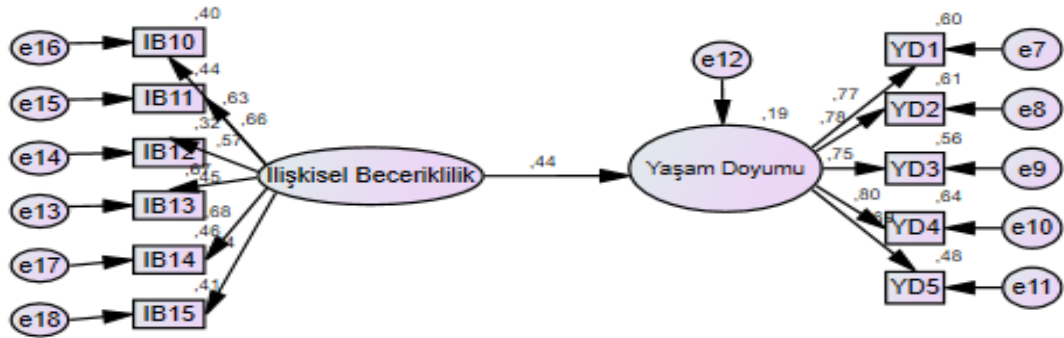 ,40
e16
IB10
,44
e15
IB11
,63
,66
,32
,57
e14
IB12
,67
,45
e13
IB13
,68
,46
e17
IB14
,41
e18
IB15
Ilişkisel Beceriklilik
,44
e12
,19
Yaşam Doyumu
,60
YD1
e7
,77
,61
,78
YD2
e8
,56
,75
YD3
e9
,80
,64
YD4
e10
,48
YD5
e11